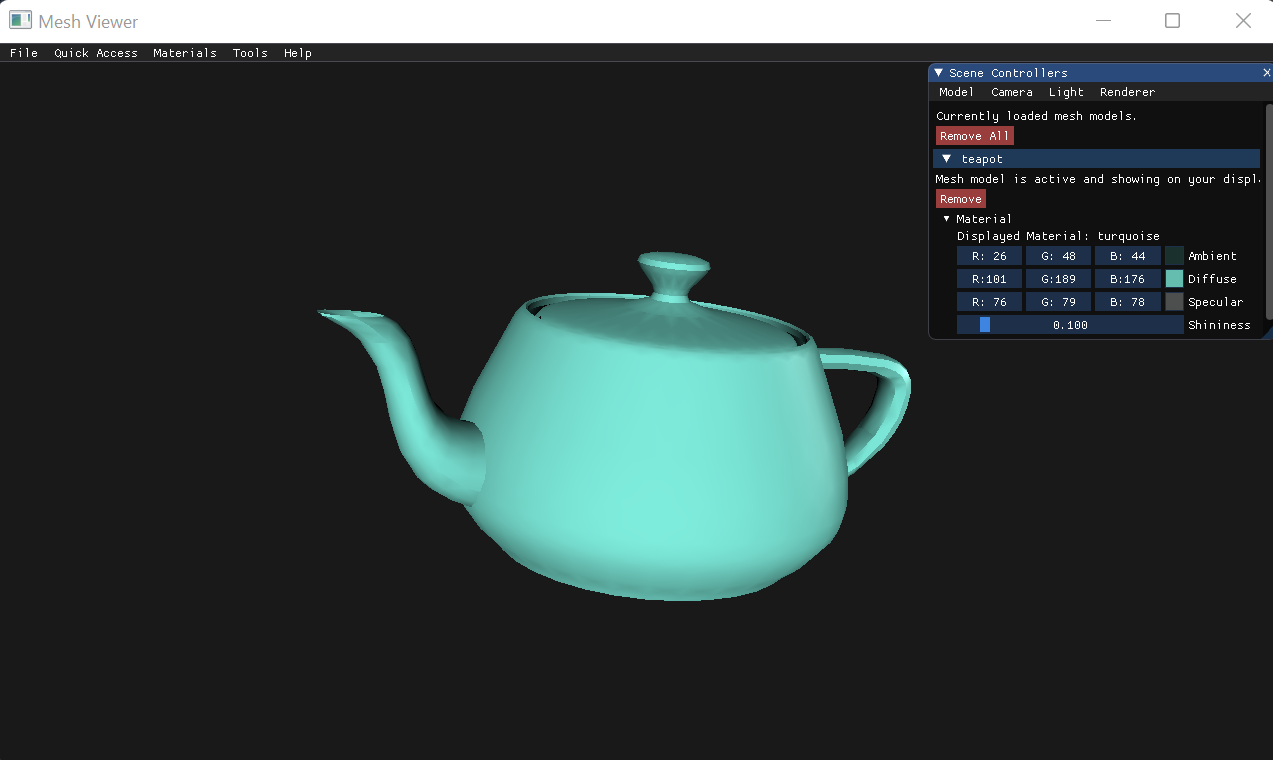 Mesh Viewer
File Quick Access Materials Tools Help
Scene Controllers X
Model Camera Light Renderer
Currently loaded mesh models.
Remove All
teapot
Mesh model is active and showing on your displ
Remove
Material
Displayed Material: turquoise
R: 26 G: 48 B: 44 Ambient
R:101 G:189 B:176 Diffuse
R: 76 G: 79 B: 78 Specular
0.100 Shininess